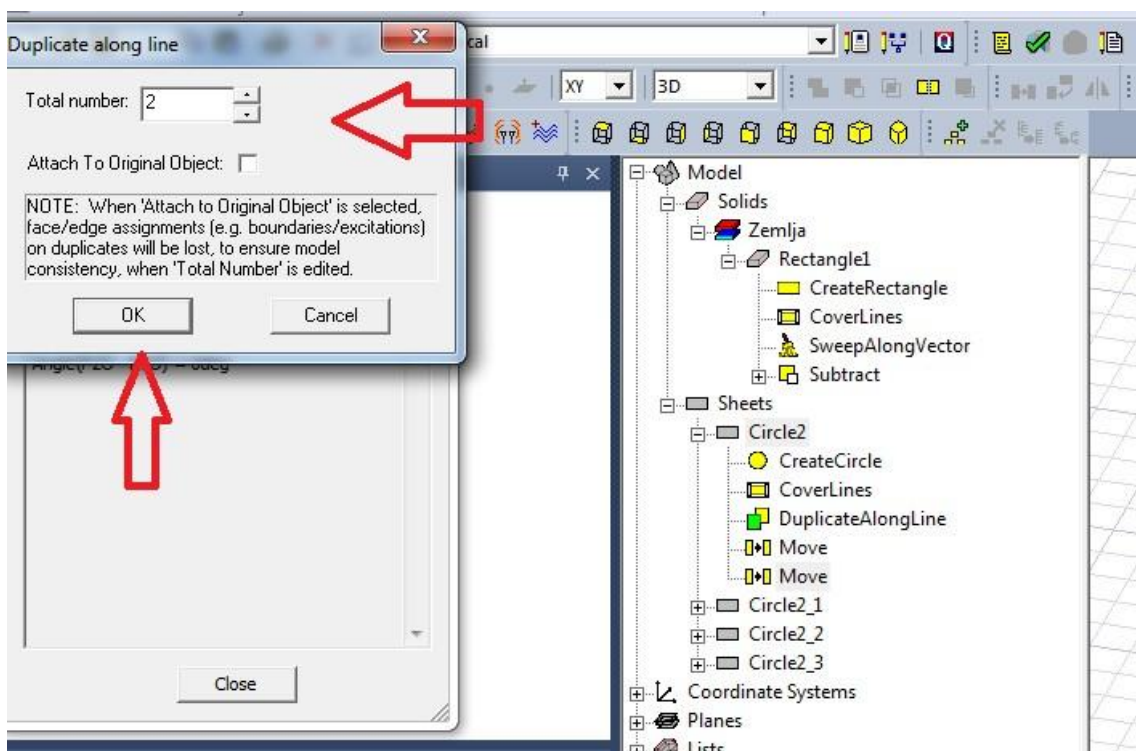 Duplicate along line
cal
Total number: 2
XY
3D
Attach To Original Object:
NOTE: When 'Attach to Original Object' is selected,
face/edge assignments (e.g. boundaries/excitations)
on duplicates will be lost, to ensure model
consistency, when 'Total Number' is edited.
OK
Cancel
Close
Model
Solids
Zemlja
Rectangle1
CreateRectangle
CoverLines
SweepAlongVector
Subtract
Sheets
Circle2
CreateCircle
CoverLines
DuplicateAlongLine
Move
Move
Circle2_1
Circle2_2
Circle2_3
Coordinate Systems
Planes
Lists